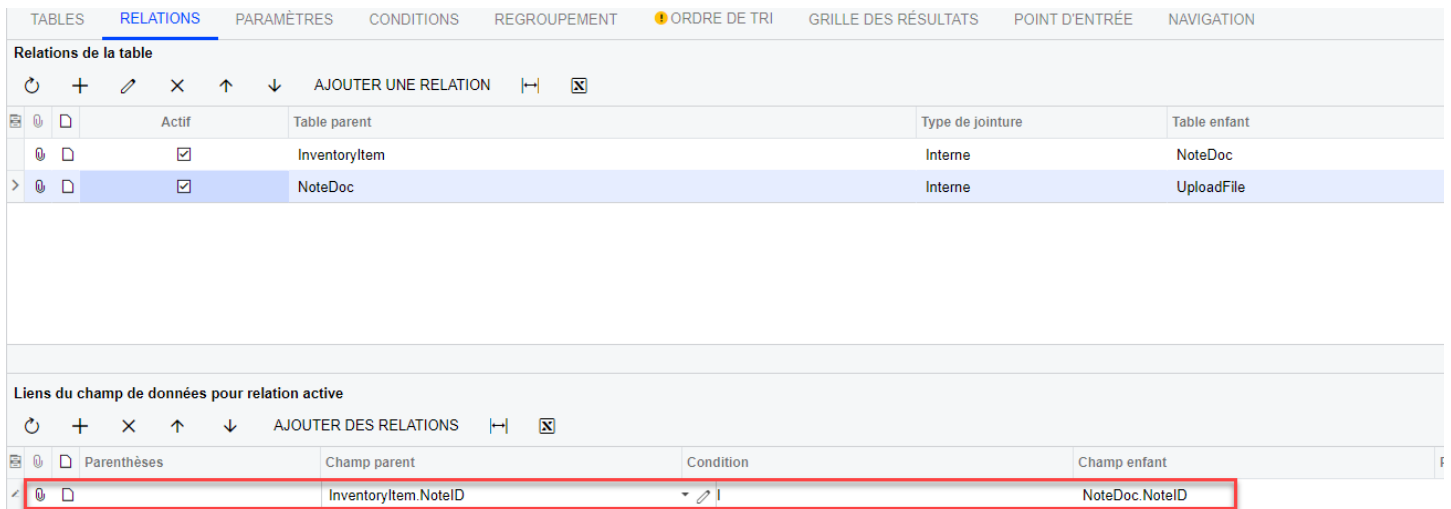 TABLES RELATIONS PARAMÈTRES CONDITIONS REGROUPEMENT ORDRE DE TRI GRILLE DES RÉSULTATS POINT D'ENTRÉE NAVIGATION
Relations de la table
AJOUTER UNE RELATION
Actif Table parent Type de jointure Table enfant
InventoryItem Interne NoteDoc
NoteDoc Interne UploadFile
Liens du champ de données pour relation active
AJOUTER DES RELATIONS
Parenthèses Champ parent Condition Champ enfant
InventoryItem.NoteID NoteDoc.NoteID